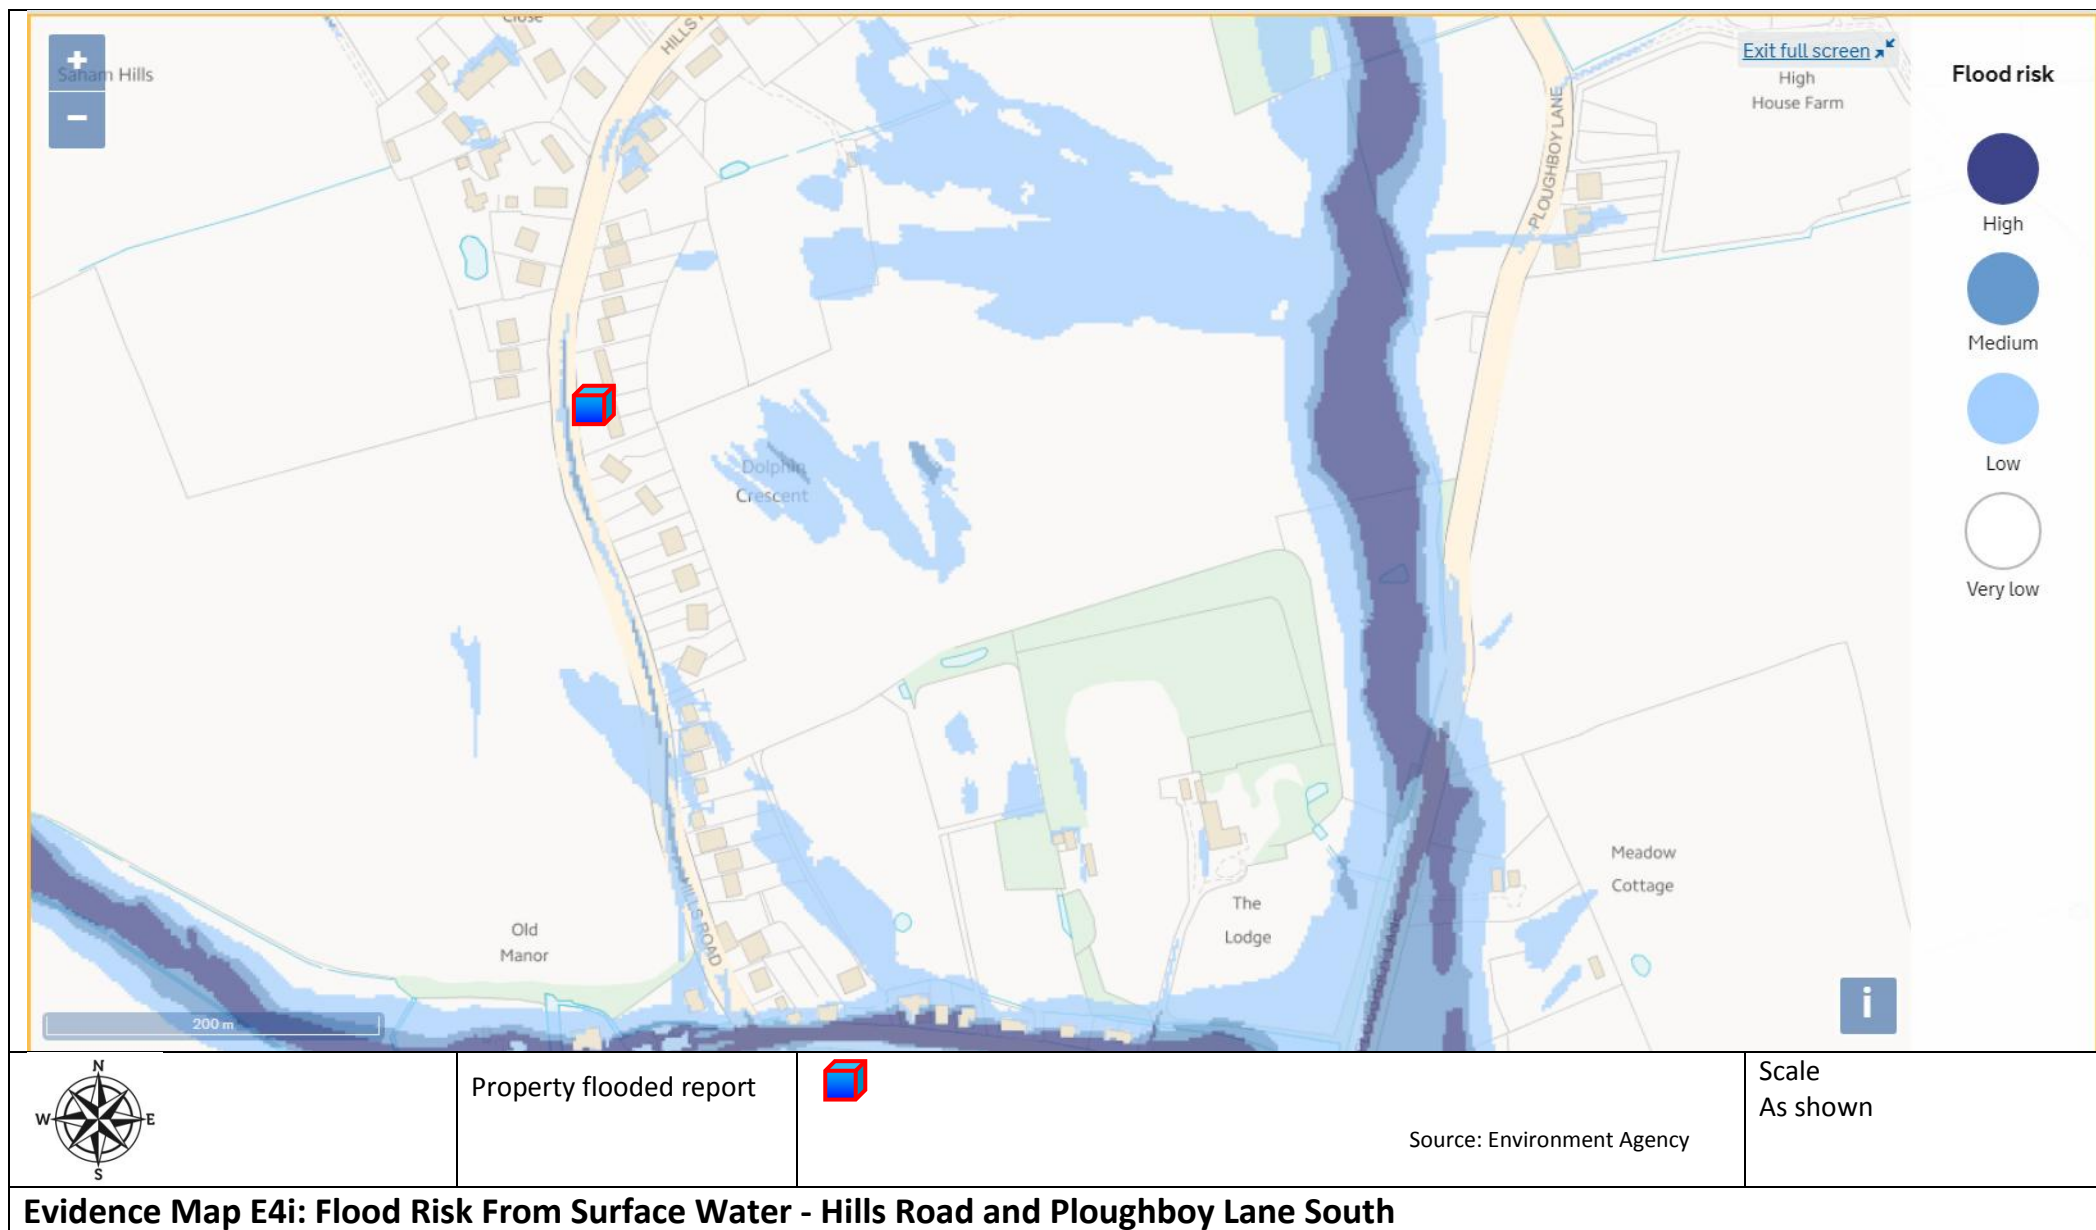 Close
HILLS
Saham Hills
+
−
Exit full screen
High
House Farm
PLOUGHBOY LANE
Flood risk
High
Medium
Low
Very low
Dolphin
Crescent
Meadow
Cottage
The
Lodge
Old
Manor
HILLS ROAD
200 m
i
N
W E
S
Property flooded report
Source: Environment Agency
Scale
As shown
Evidence Map E4i: Flood Risk From Surface Water - Hills Road and Ploughboy Lane South